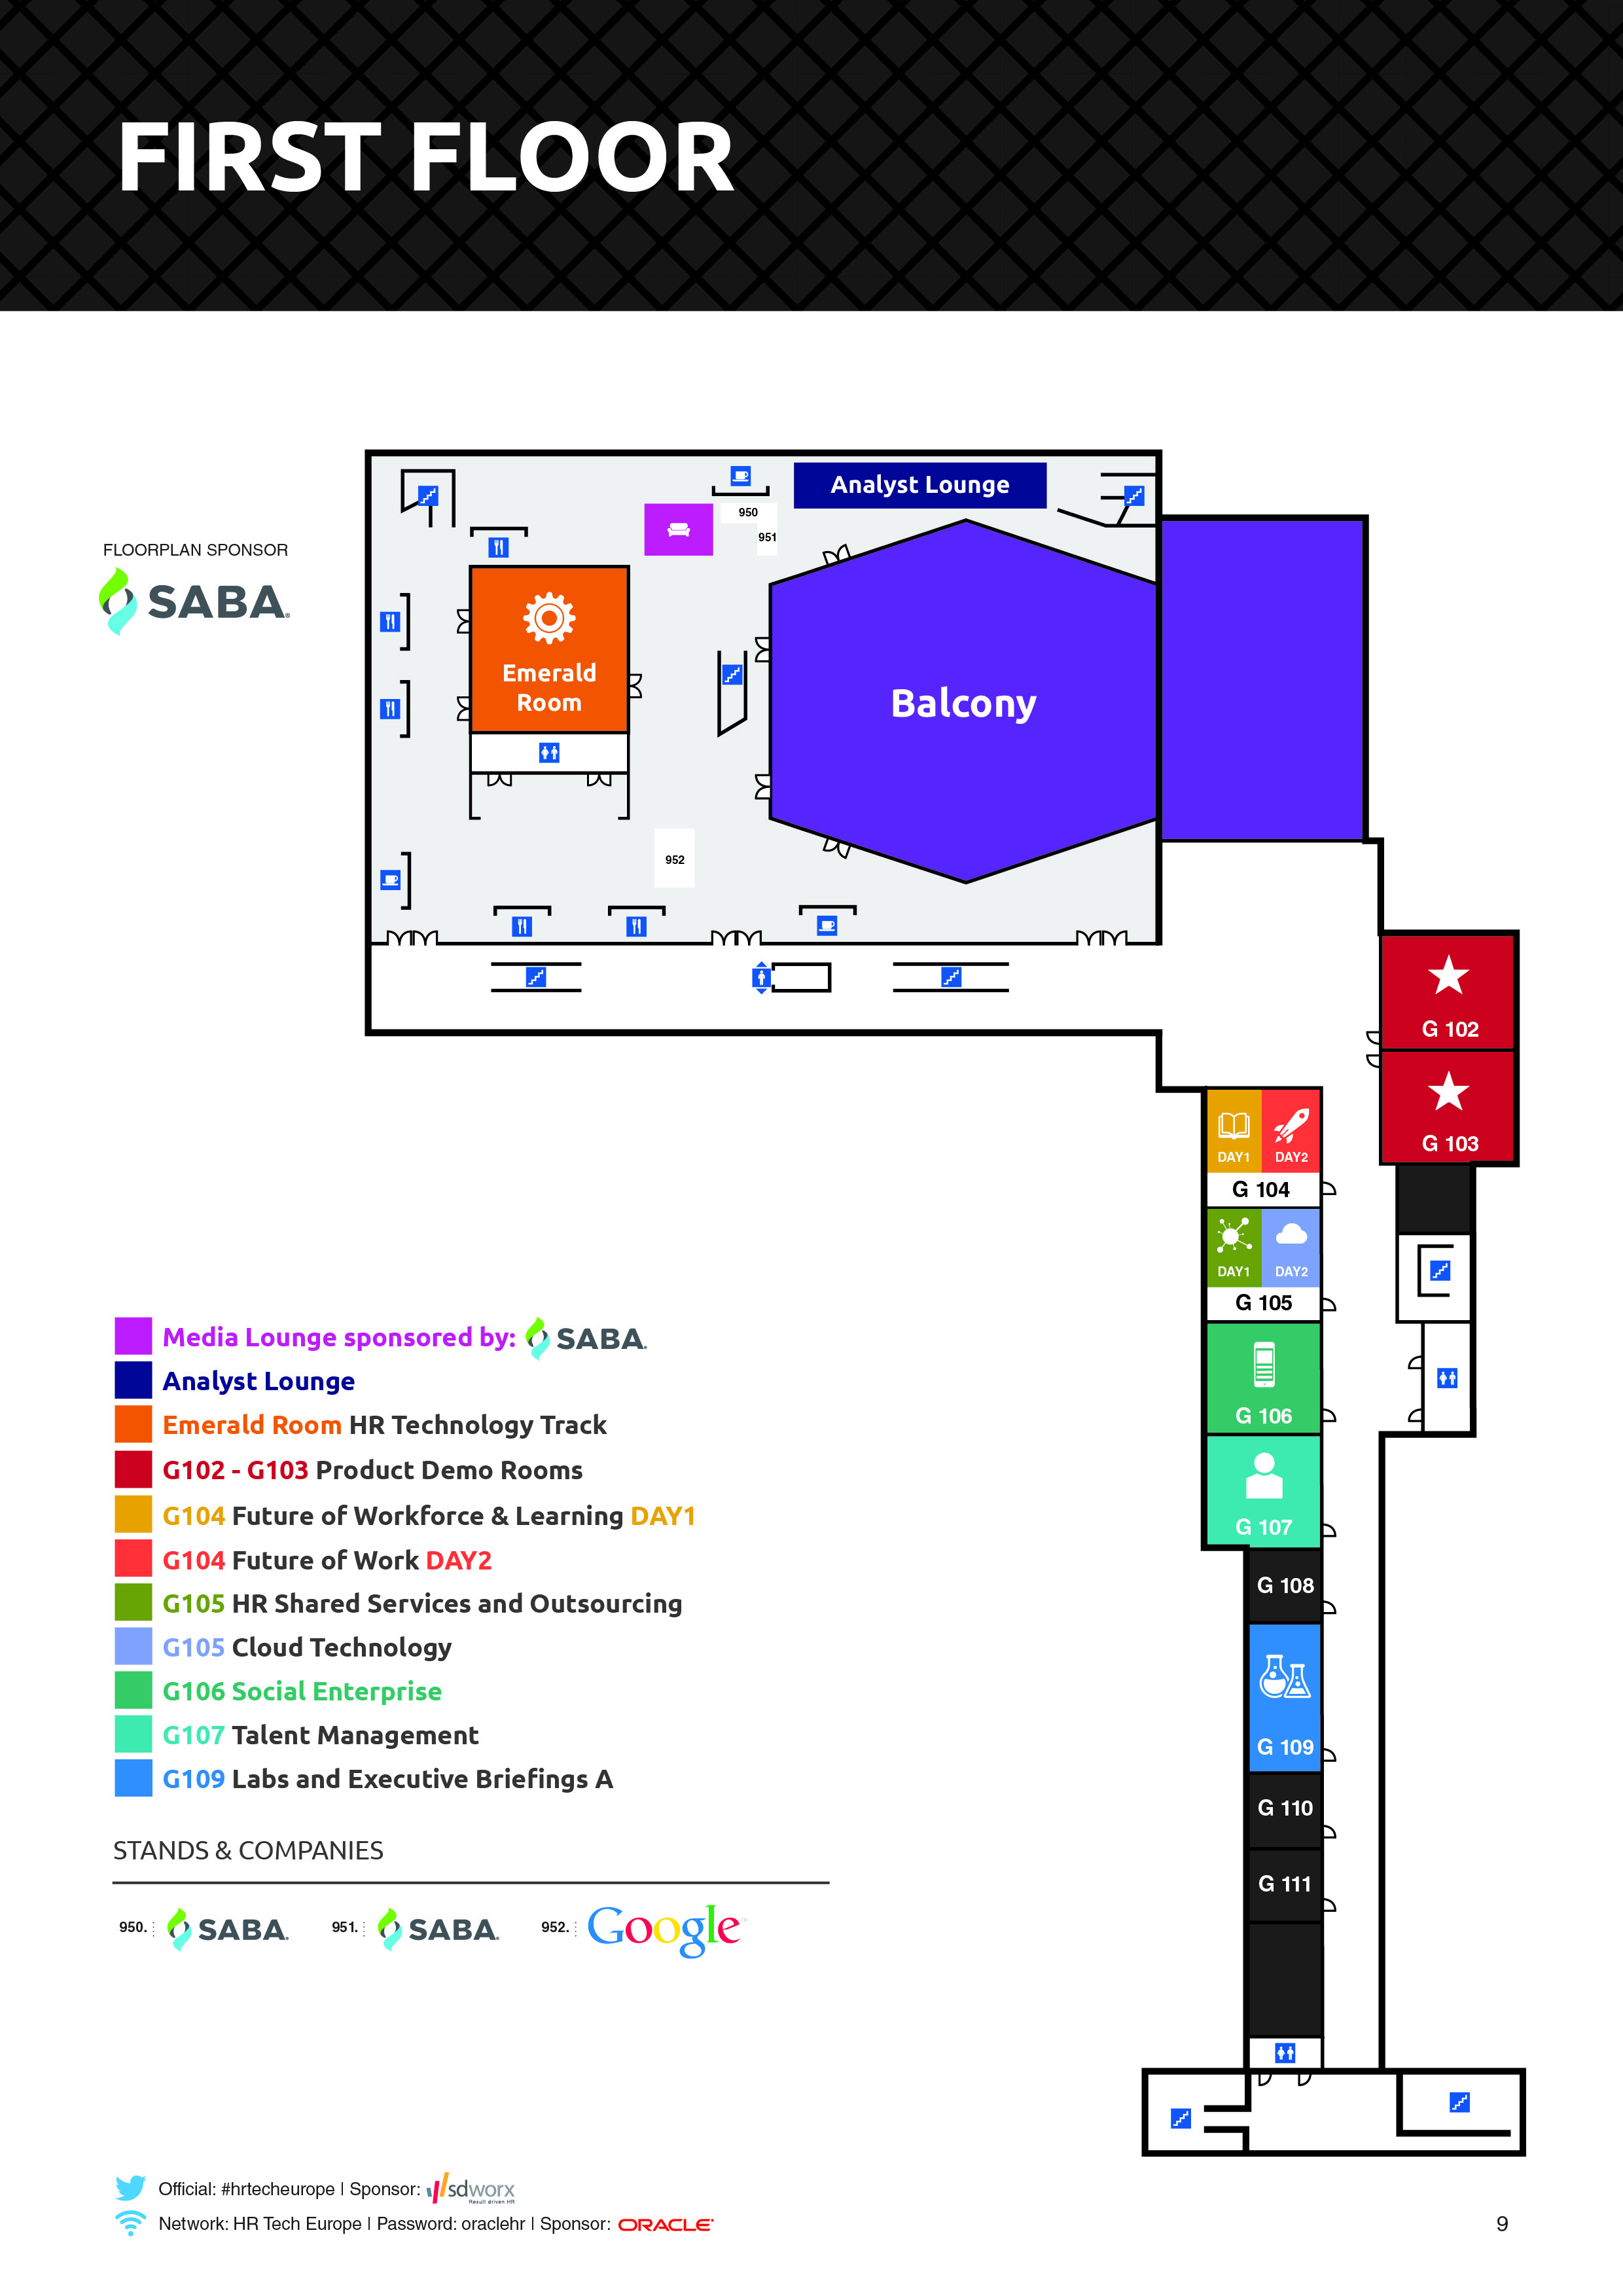 FIRST FLOOR
FLOORPLAN SPONSOR
SABA
Analyst Lounge
950
951
Emerald
Room
Balcony
952
G 102
G 103
DAY1 DAY2
G 104
DAY1 DAY2
G 105
G 106
G 107
G 108
G 109
G 110
G 111
Media Lounge sponsored by: SABA
Analyst Lounge
Emerald Room HR Technology Track
G102 - G103 Product Demo Rooms
G104 Future of Workforce & Learning DAY1
G104 Future of Work DAY2
G105 HR Shared Services and Outsourcing
G105 Cloud Technology
G106 Social Enterprise
G107 Talent Management
G109 Labs and Executive Briefings A
STANDS & COMPANIES
950. SABA 951. SABA 952. Google
Official: #hrtecheurope | Sponsor: sdworx
Result driven HR
Network: HR Tech Europe | Password: oraclehr | Sponsor: ORACLE
9